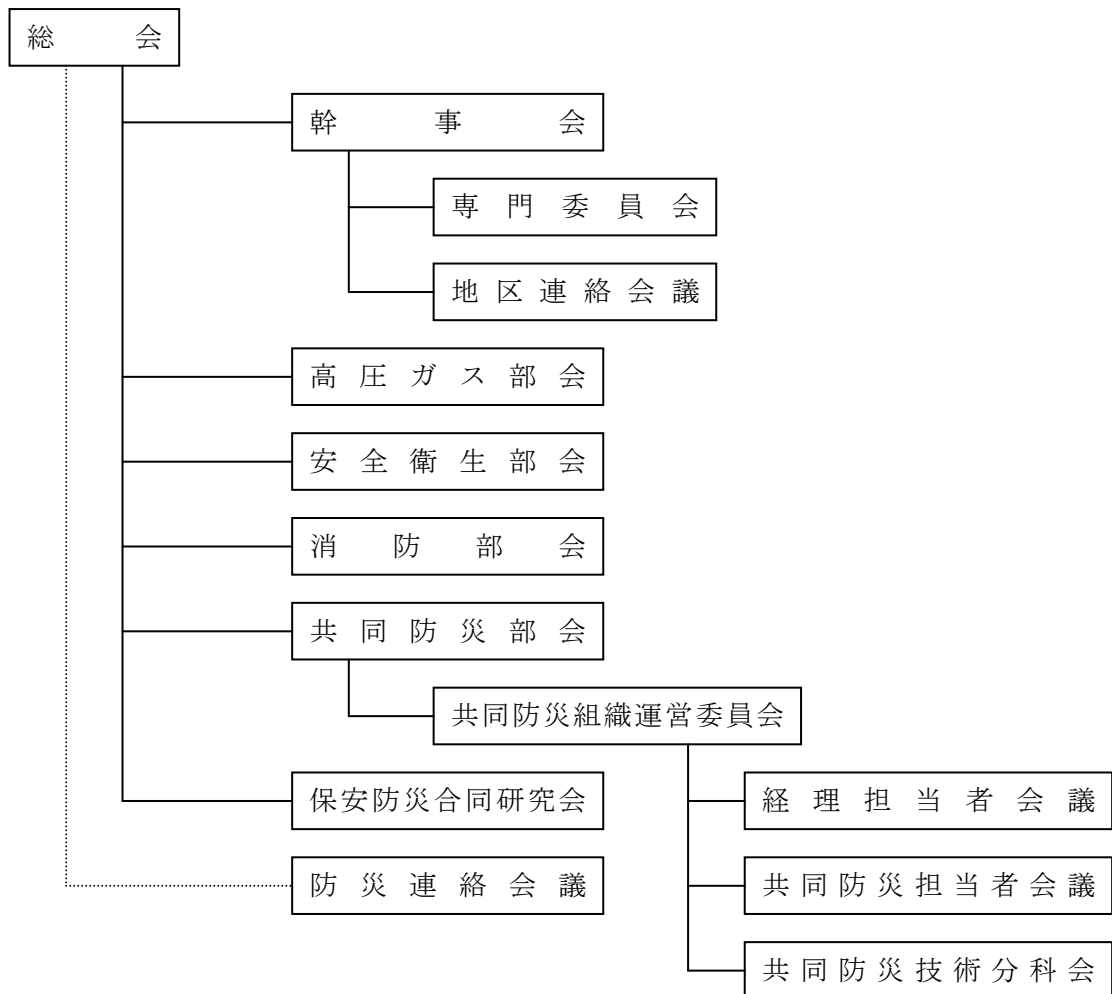 総会
幹事会
専門委員会
地区連絡会議
高圧ガス部会
安全衛生部会
消防部会
共同防災部会
共同防災組織運営委員会
保安防災合同研究会
経理担当者会議
防災連絡会議
共同防災担当者会議
共同防災技術分科会